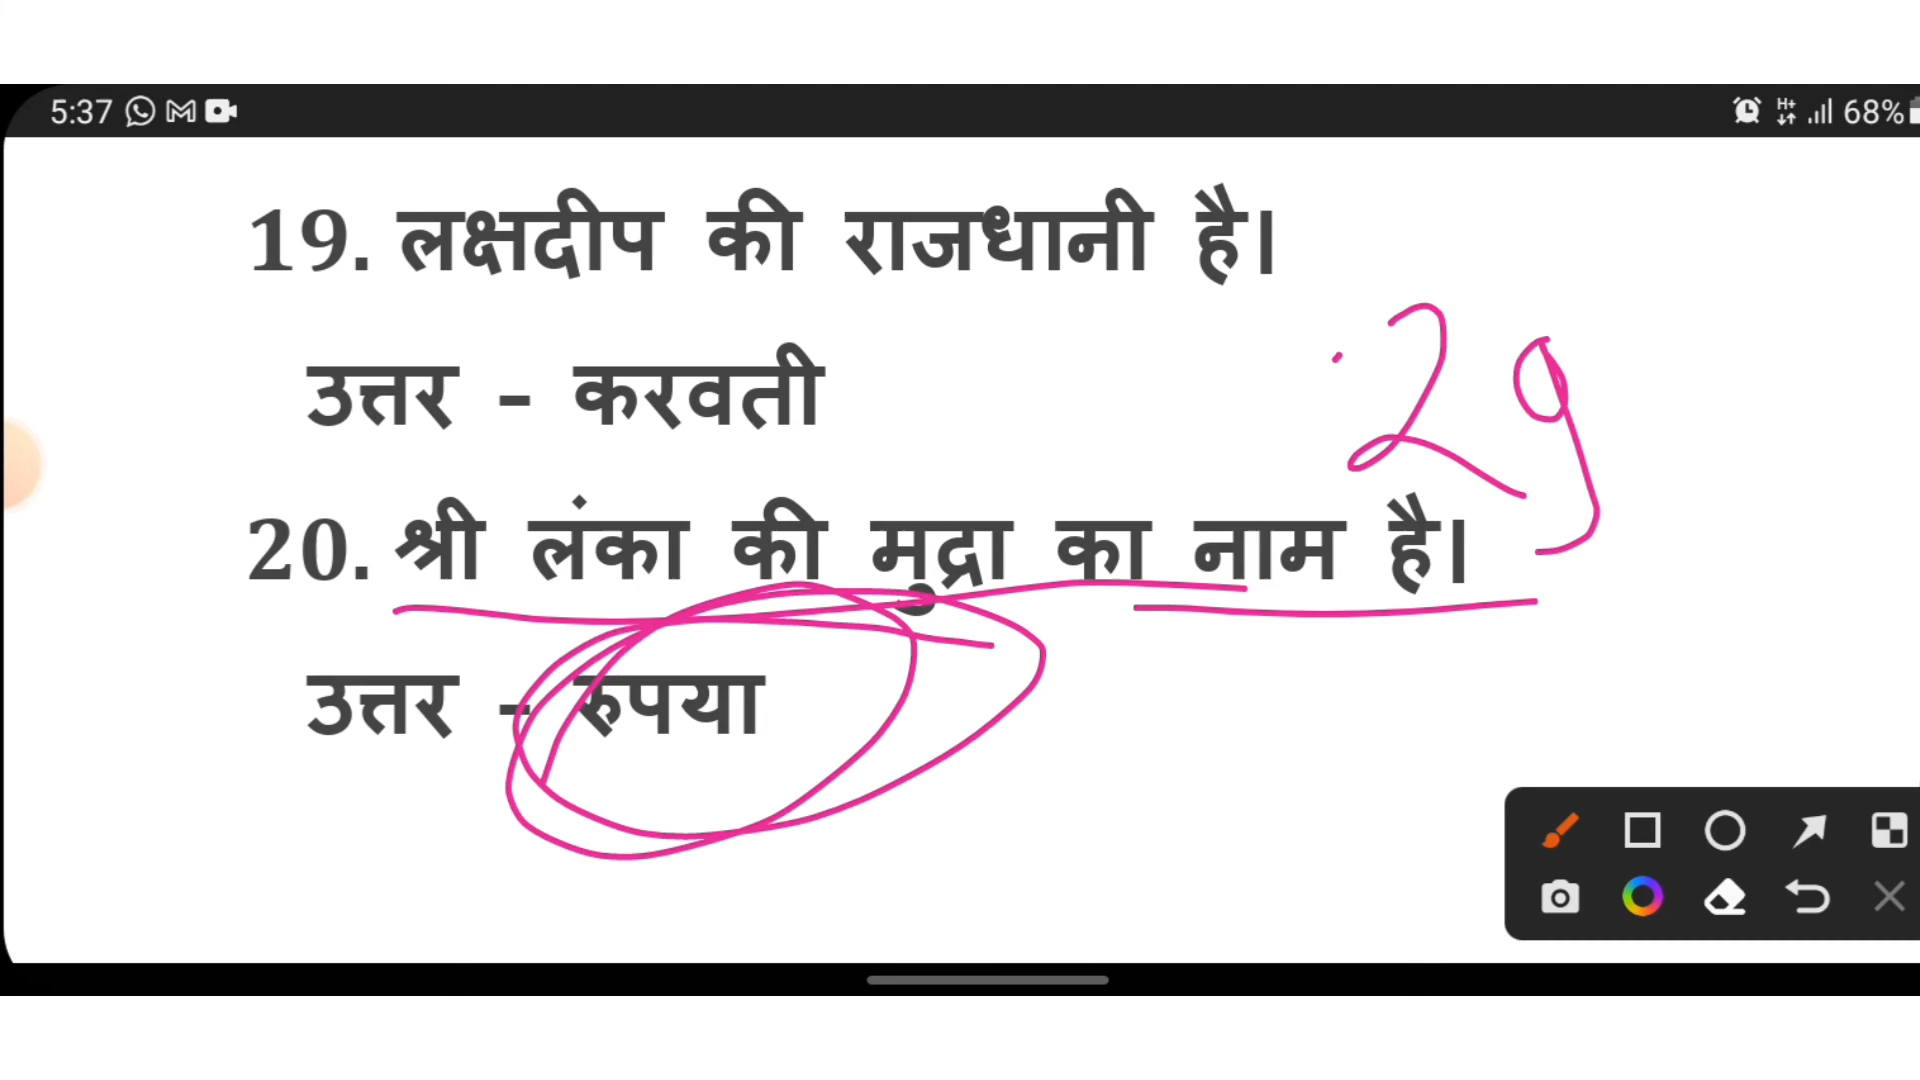 5:37 68%
19. लक्षदीप की राजधानी है।
29
उत्तर - करवती
20. श्री लंका की मुद्रा का नाम है।
उत्तर - रुपया